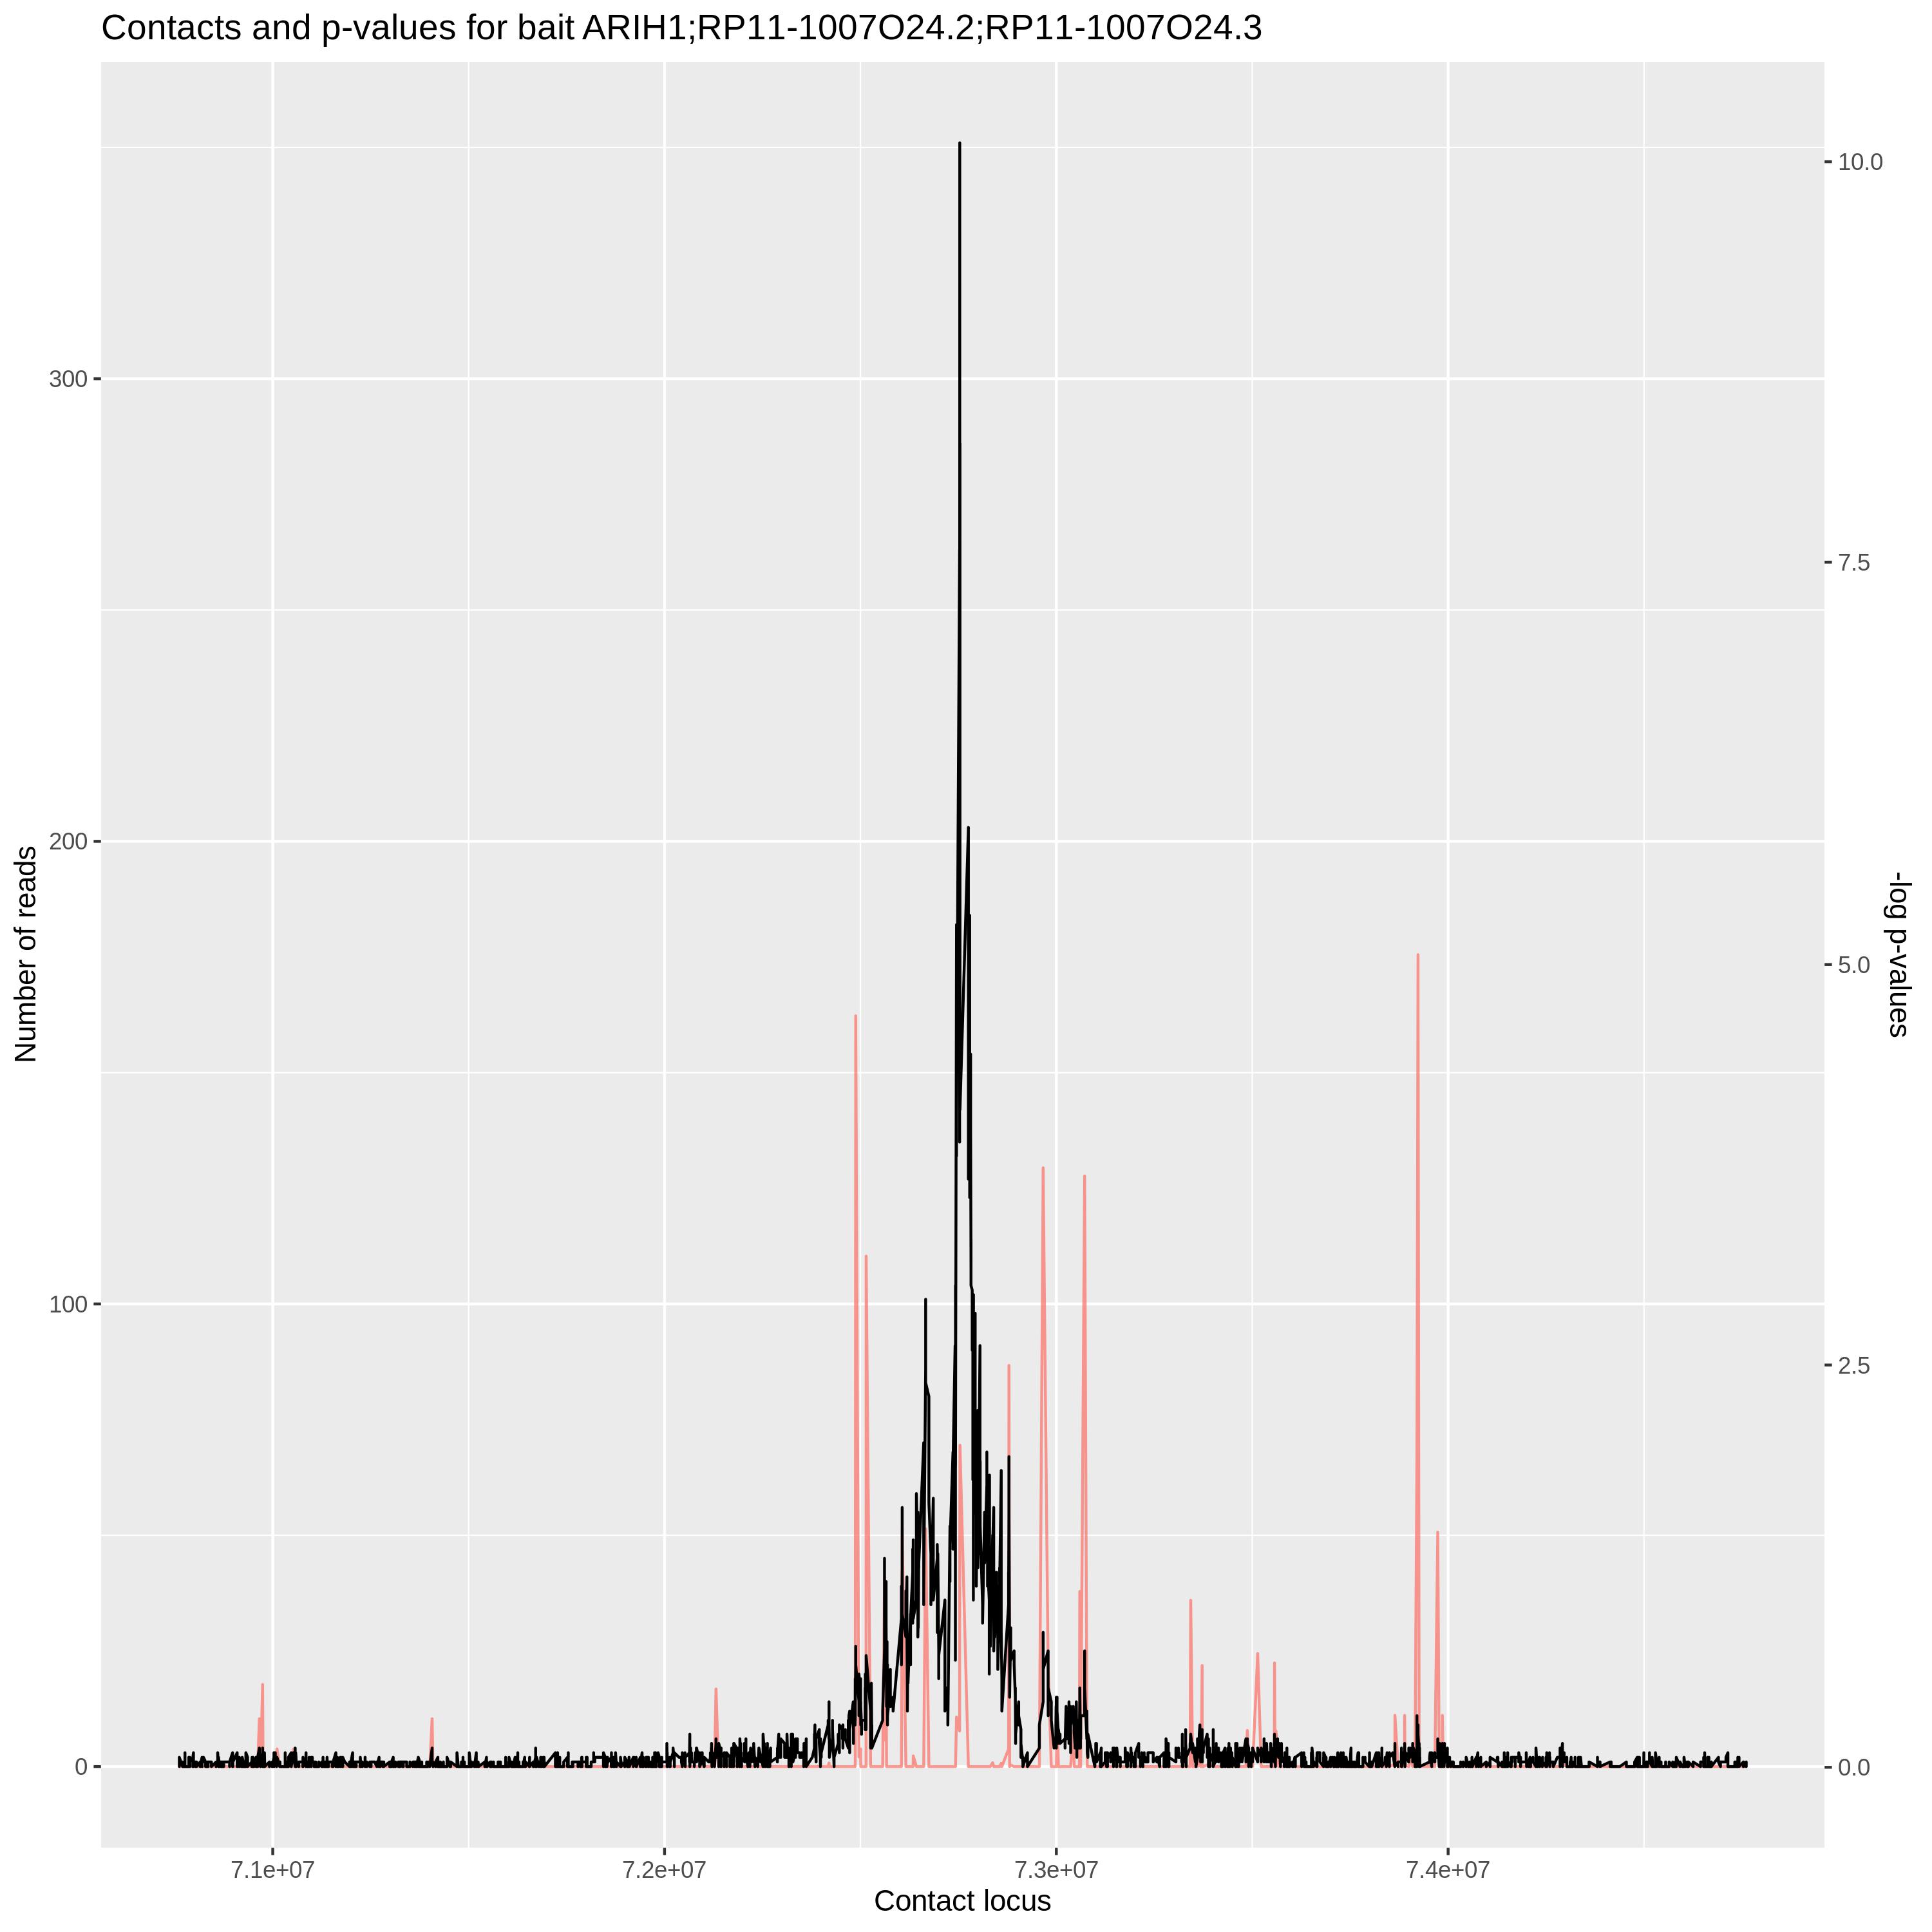 Contacts and p-values for bait ARIH1;RP11-1007O24.2;RP11-1007O24.3
300
200
100
0
Number of reads
10.0
7.5
5.0
2.5
0.0
-log p-values
7.1e+07
7.2e+07
7.3e+07
7.4e+07
Contact locus